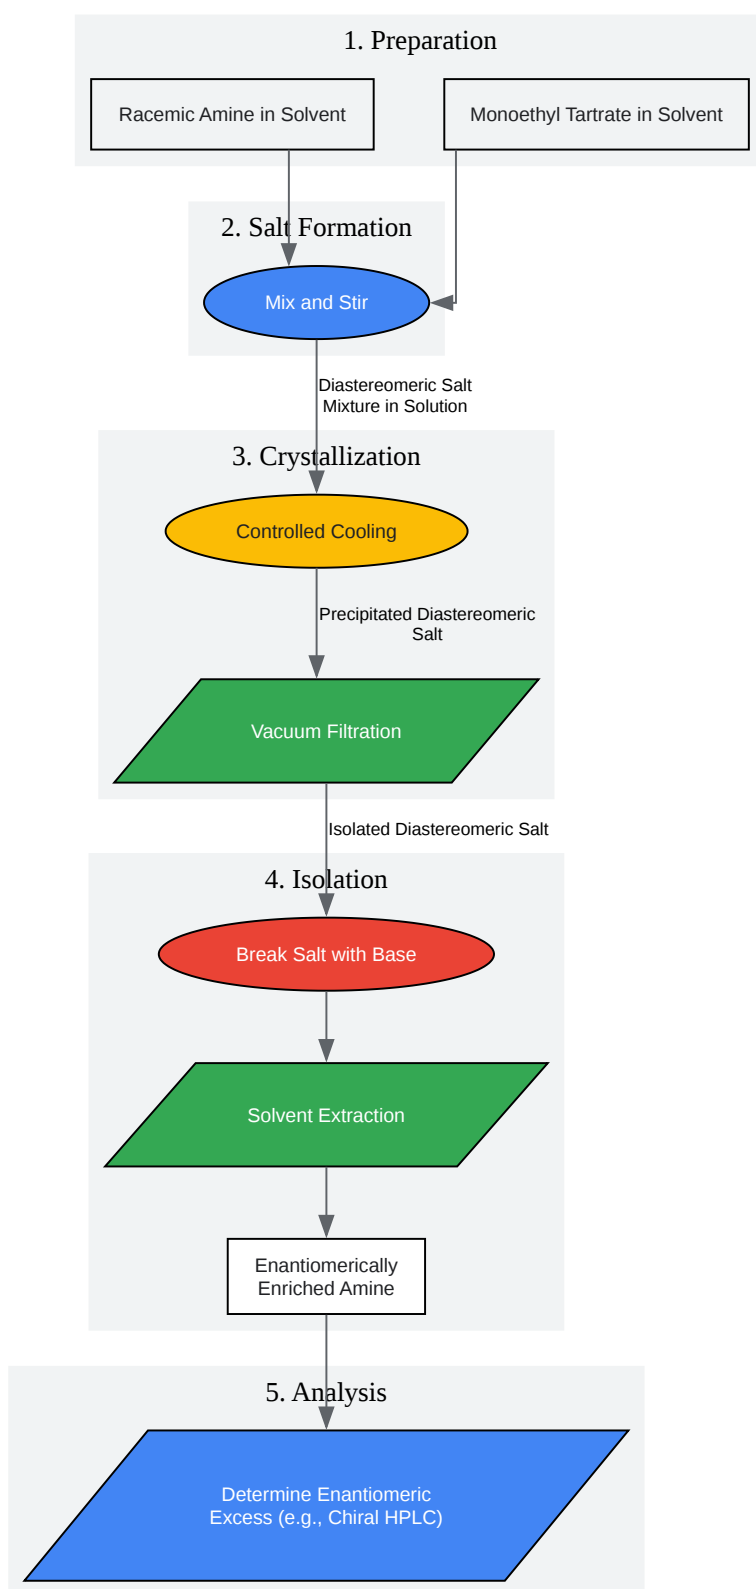 1. Preparation
Racemic Amine in Solvent
Monoethyl Tartrate in Solvent
2. Salt Formation
Mix and Stir
Diastereomeric Salt
Mixture in Solution
3. Crystallization
Controlled Cooling
Precipitated Diastereomeric
Salt
Vacuum Filtration
Isolated Diastereomeric Salt
4. Isolation
Break Salt with Base
Solvent Extraction
Enantiomerically
Enriched Amine
5. Analysis
Determine Enantiomeric
Excess (e.g., Chiral HPLC)